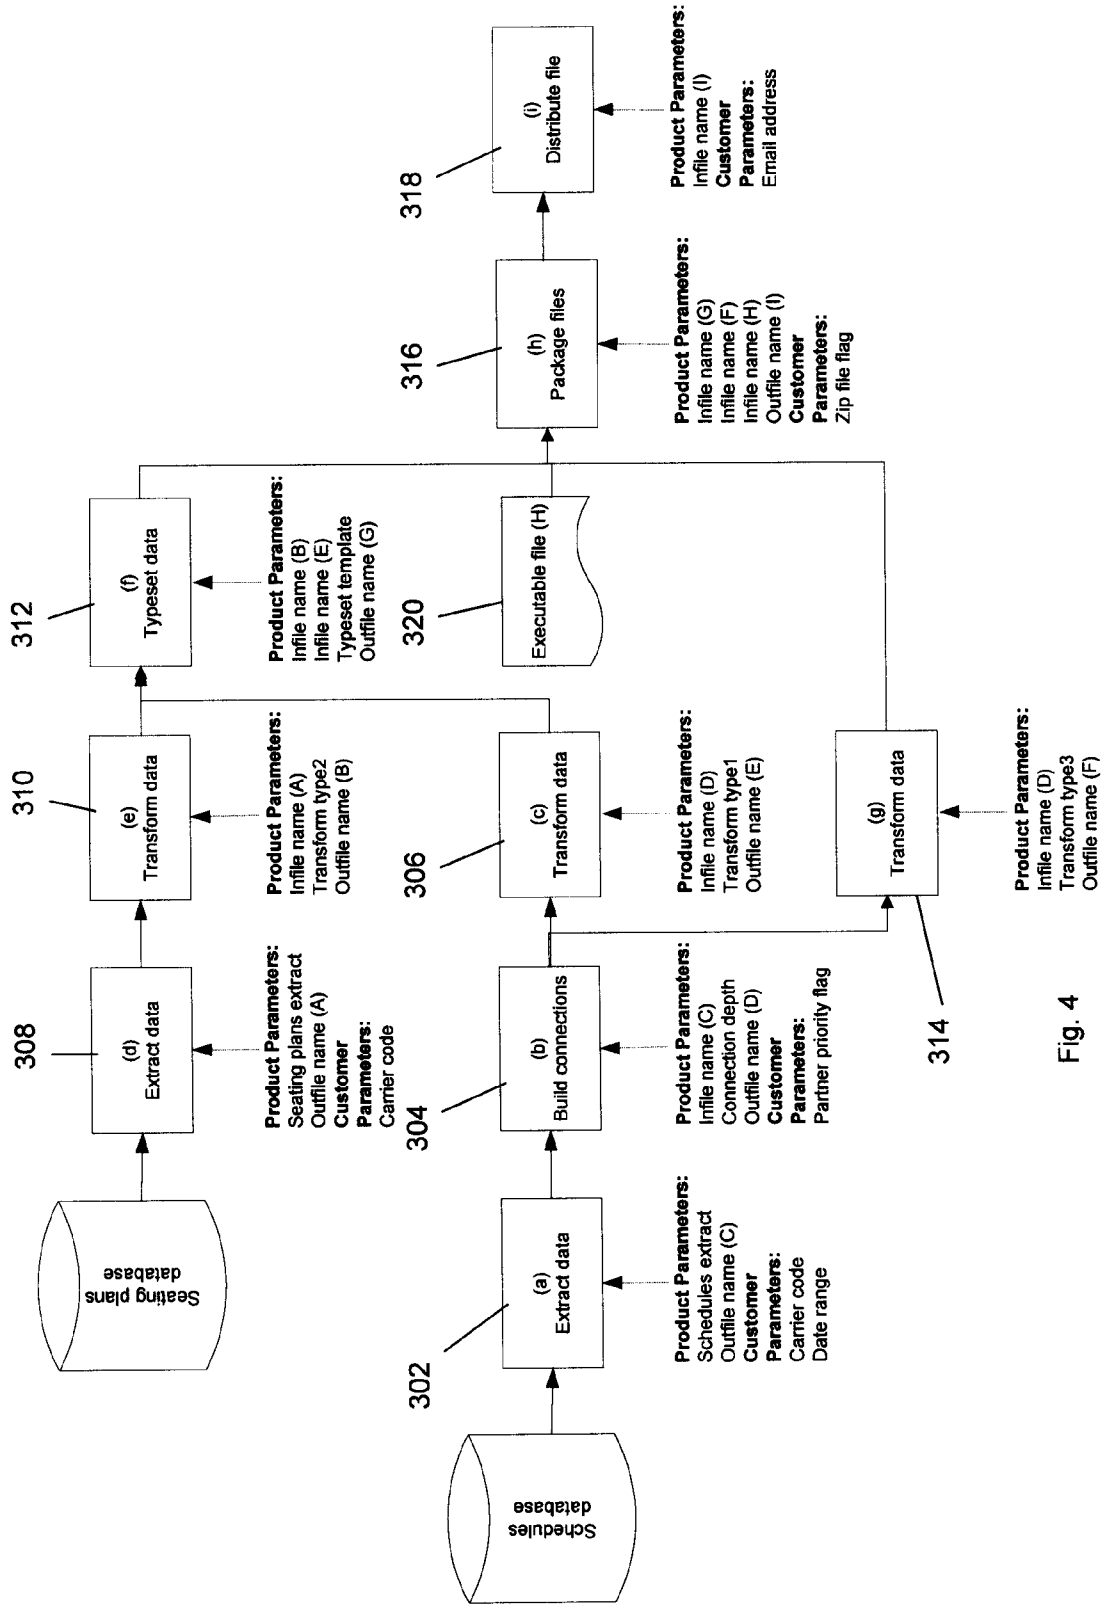 Seating plans
database
308
(d)
Extract data
Product Parameters:
Seating plans extract
Outfile name (A)
Customer
Parameters:
Carrier code
310
(e)
Transform data
Product Parameters:
Infile name (A)
Transform type2
Outfile name (B)
312
(f)
Typeset data
Product Parameters:
Infile name (B)
Infile name (E)
Typeset template
Outfile name (G)
Schedules
database
302
(a)
Extract data
Product Parameters:
Schedules extract
Outfile name (C)
Customer
Parameters:
Carrier code
Date range
304
(b)
Build connections
Product Parameters:
Infile name (C)
Connection depth
Outfile name (D)
Customer
Parameters:
Partner priority flag
306
(c)
Transform data
Product Parameters:
Infile name (D)
Transform type1
Outfile name (E)
320
Executable file (H)
316
(h)
Package files
Product Parameters:
Infile name (G)
Infile name (F)
Infile name (H)
Outfile name (I)
Customer
Parameters:
Zip file flag
318
(i)
Distribute file
Product Parameters:
Infile name (I)
Customer
Parameters:
Email address
314
(g)
Transform data
Product Parameters:
Infile name (D)
Transform type3
Outfile name (F)
Fig. 4